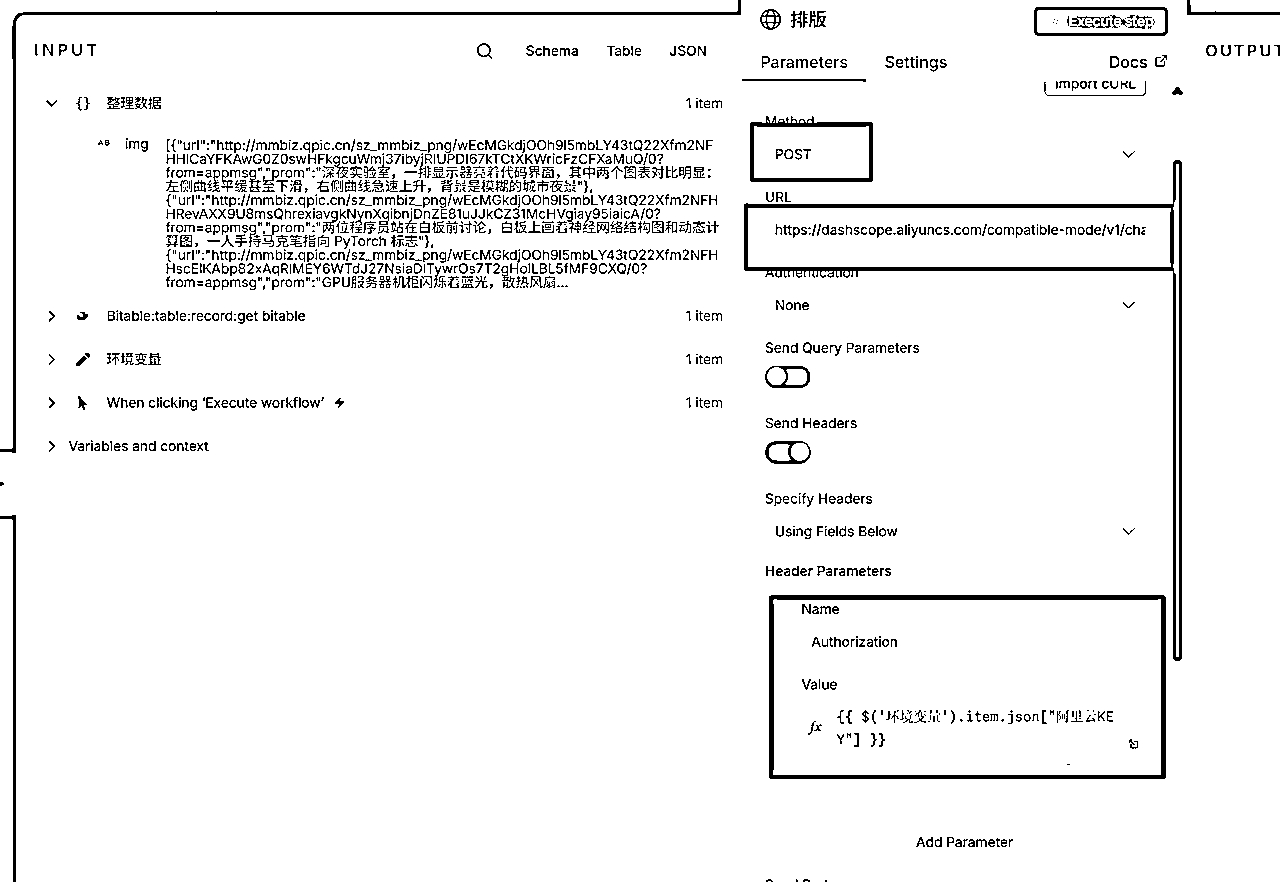 INPUT
Schema
Table
JSON
整理数据
1 item
img
[{"url":"http://mmbiz.qpic.cn/sz_mmbiz_png/wEcMGkdjOOh9I5mbLY43tQ22Xfm2NF
HHICaYFKAwG0Z0swHFkgcuWmj37ibyjRlUPDI67kTCtXKWricFzCFXaMuQ/0?
from=appmsg","prom":"深夜实验室，一排显示器亮着代码界面，其中两个图表对比明显：
左侧曲线平缓甚至下滑，右侧曲线急速上升，背景是模糊的城市夜景"},
{"url":"http://mmbiz.qpic.cn/sz_mmbiz_png/wEcMGkdjOOh9I5mbLY43tQ22Xfm2NFH
HRevAXX9U8msQhrexiavgkNynXqibnjDnZE81uJJkCZ31McHVgiay95iaicA/0?
from=appmsg","prom":"两位程序员站在白板前讨论，白板上画着神经网络结构图和动态计
算图，一人手持马克笔指向 PyTorch 标志"},
{"url":"http://mmbiz.qpic.cn/sz_mmbiz_png/wEcMGkdjOOh9I5mbLY43tQ22Xfm2NFH
HscElKAbp82xAqRlMEY6WTdJ27NsiaDlTywrOs7T2gHolLBL5fMF9CXQ/0?
from=appmsg","prom":"GPU服务器机柜闪烁着蓝光，散热风扇...
Bitable:table:record:get bitable
1 item
环境变量
1 item
When clicking 'Execute workflow'
1 item
Variables and context
排版
Execute step
Parameters
Settings
Docs
Import cURL
Method
POST
URL
https://dashscope.aliyuncs.com/compatible-mode/v1/cha
Authentication
None
Send Query Parameters
Send Headers
Specify Headers
Using Fields Below
Header Parameters
Name
Authorization
Value
fx
{{ $('环境变量').item.json["阿里云KE
Y"] }}
Add Parameter
OUTPUT